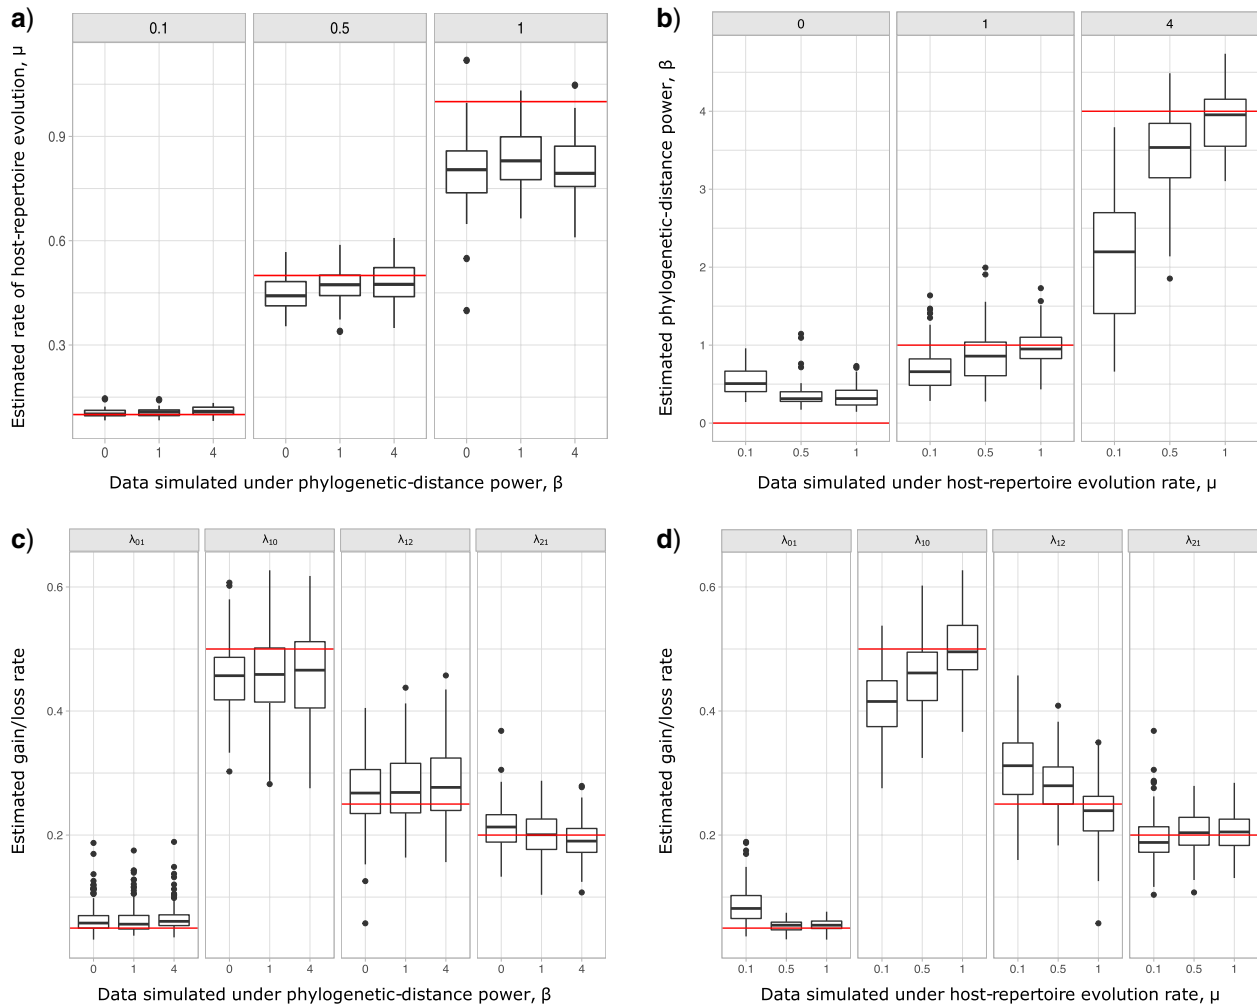 a)
0.1 0.5 1
Estimated rate of host-repertoire evolution, μ
0.9
0.6
0.3
0 1 4 0 1 4 0 1 4
Data simulated under phylogenetic-distance power, β
b)
0 1 4
Estimated phylogenetic-distance power, β
4
3
2
1
0
0.1 0.5 1 0.1 0.5 1 0.1 0.5 1
Data simulated under host-repertoire evolution rate, μ
c)
λ01 λ10 λ12 λ21
Estimated gain/loss rate
0.6
0.4
0.2
0 1 4 0 1 4 0 1 4 0 1 4
Data simulated under phylogenetic-distance power, β
d)
λ01 λ10 λ12 λ21
Estimated gain/loss rate
0.6
0.4
0.2
0.1 0.5 1 0.1 0.5 1 0.1 0.5 1 0.1 0.5 1
Data simulated under host-repertoire evolution rate, μ